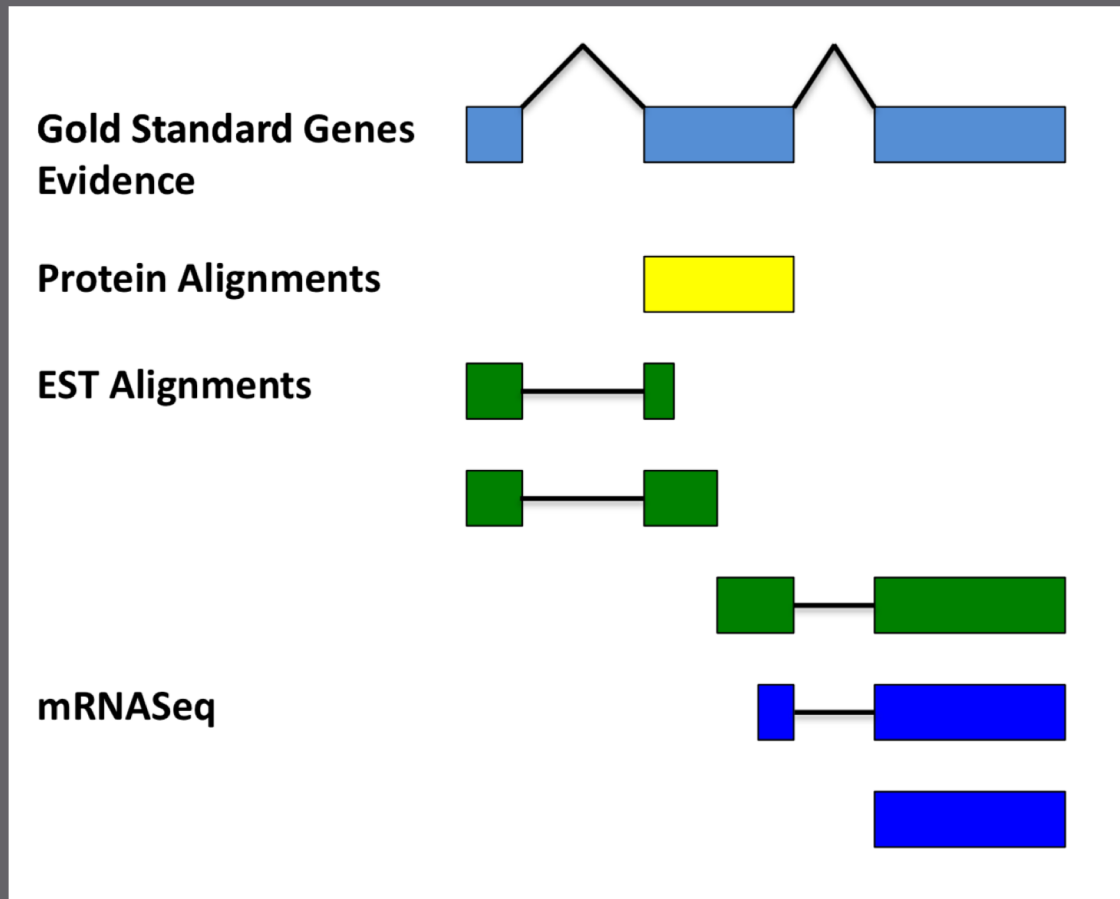 Gold Standard Genes
Evidence
Protein Alignments
EST Alignments
mRNASeq